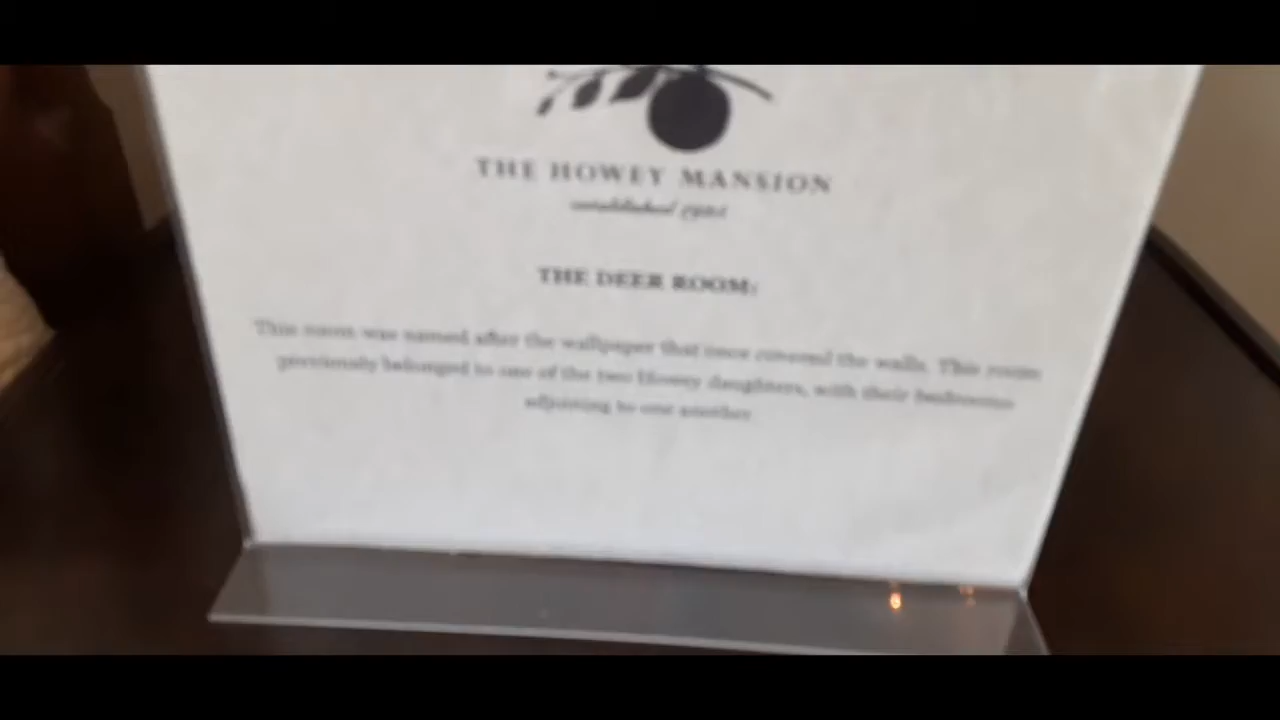 THE HOWEY MANSION
established
THE DEER ROOM:
This room was named after the wallpaper that once covered the walls. This room
previously belonged to one of the two Howey daughters, with their bedrooms
adjoining to one another